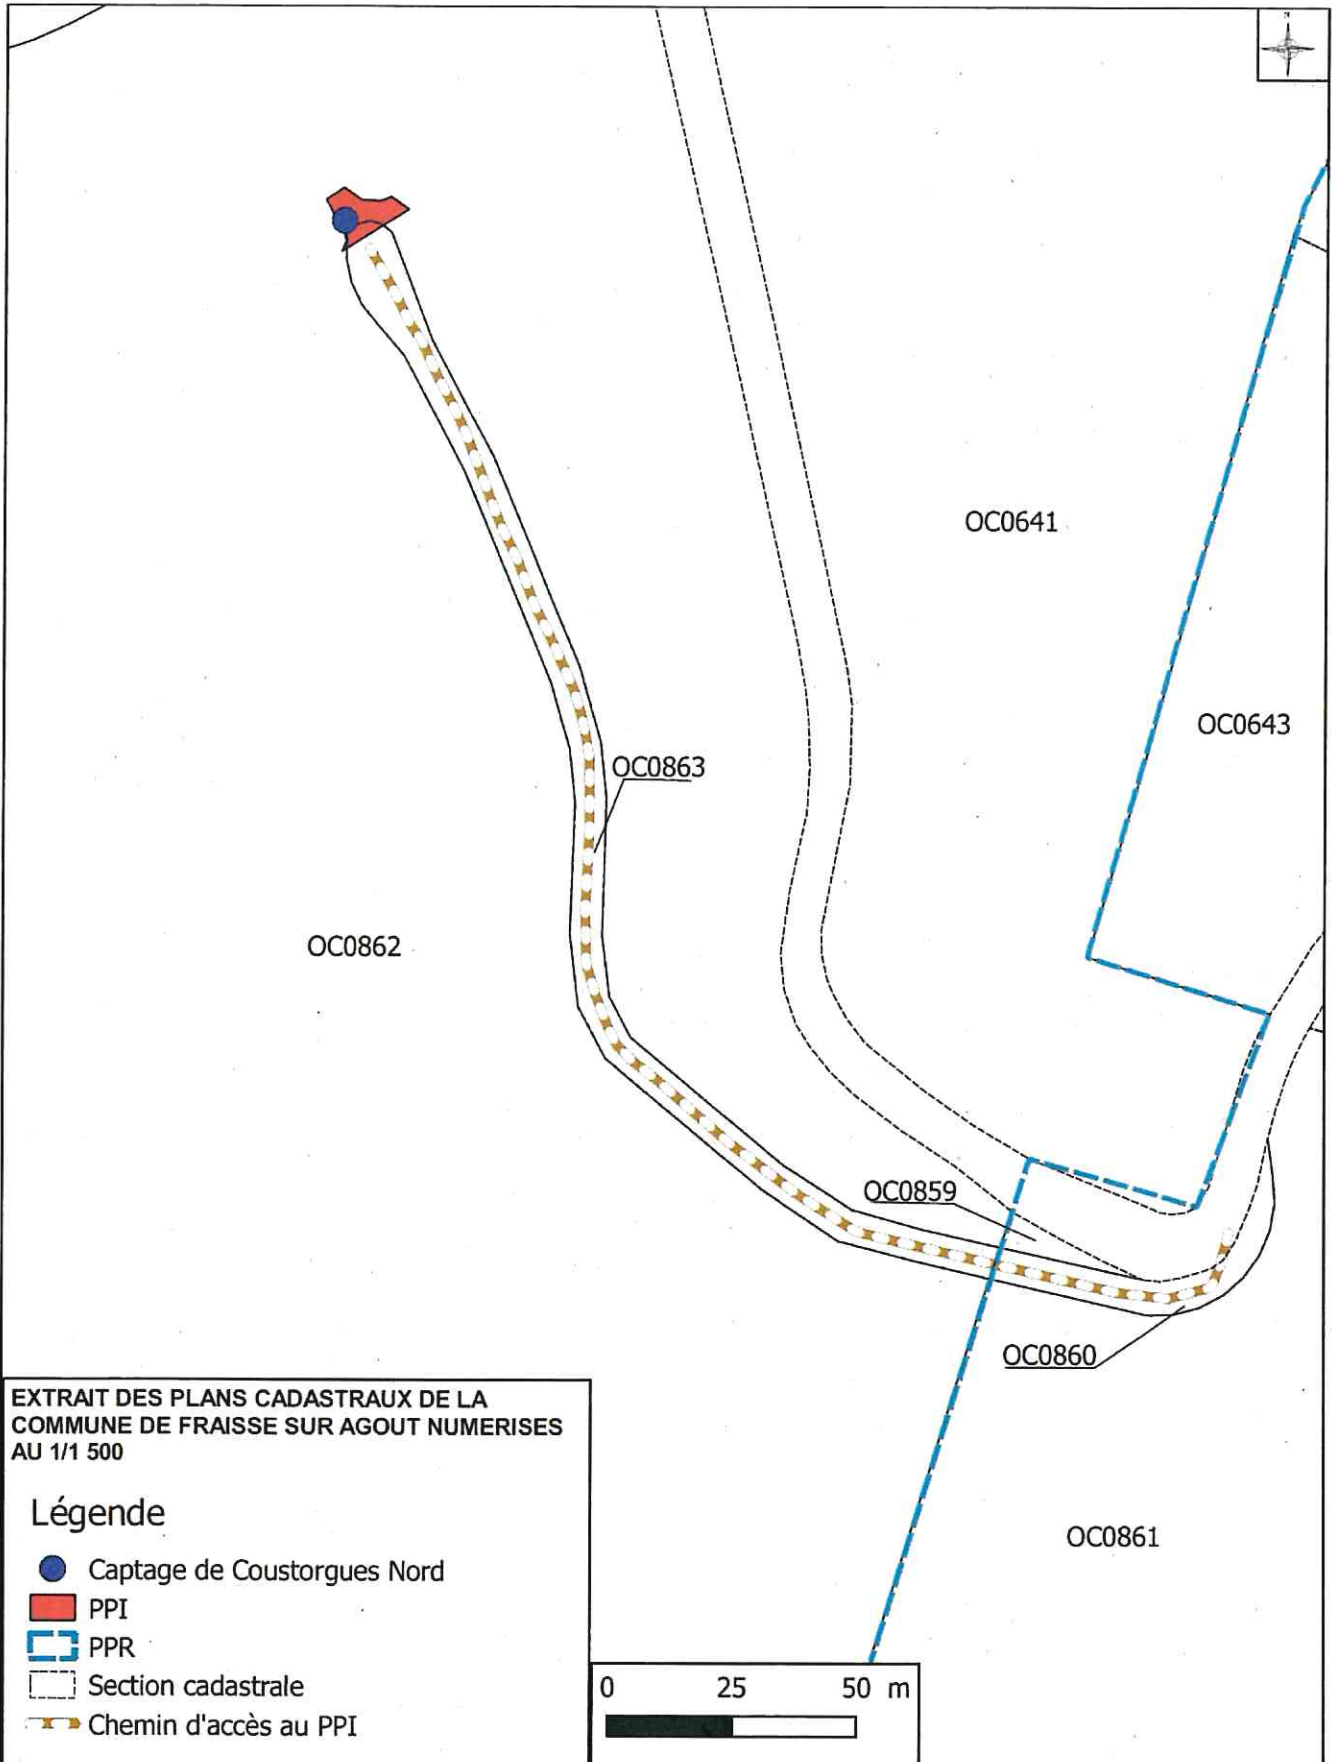 N
OC0641
OC0643
OC0863
OC0862
OC0859
OC0860
OC0861
EXTRAIT DES PLANS CADASTRAUX DE LA
COMMUNE DE FRAISSE SUR AGOUT NUMERISES
AU 1/1 500
Légende
Captage de Coustorgues Nord
PPI
PPR
Section cadastrale
Chemin d'accès au PPI
0 25 50 m